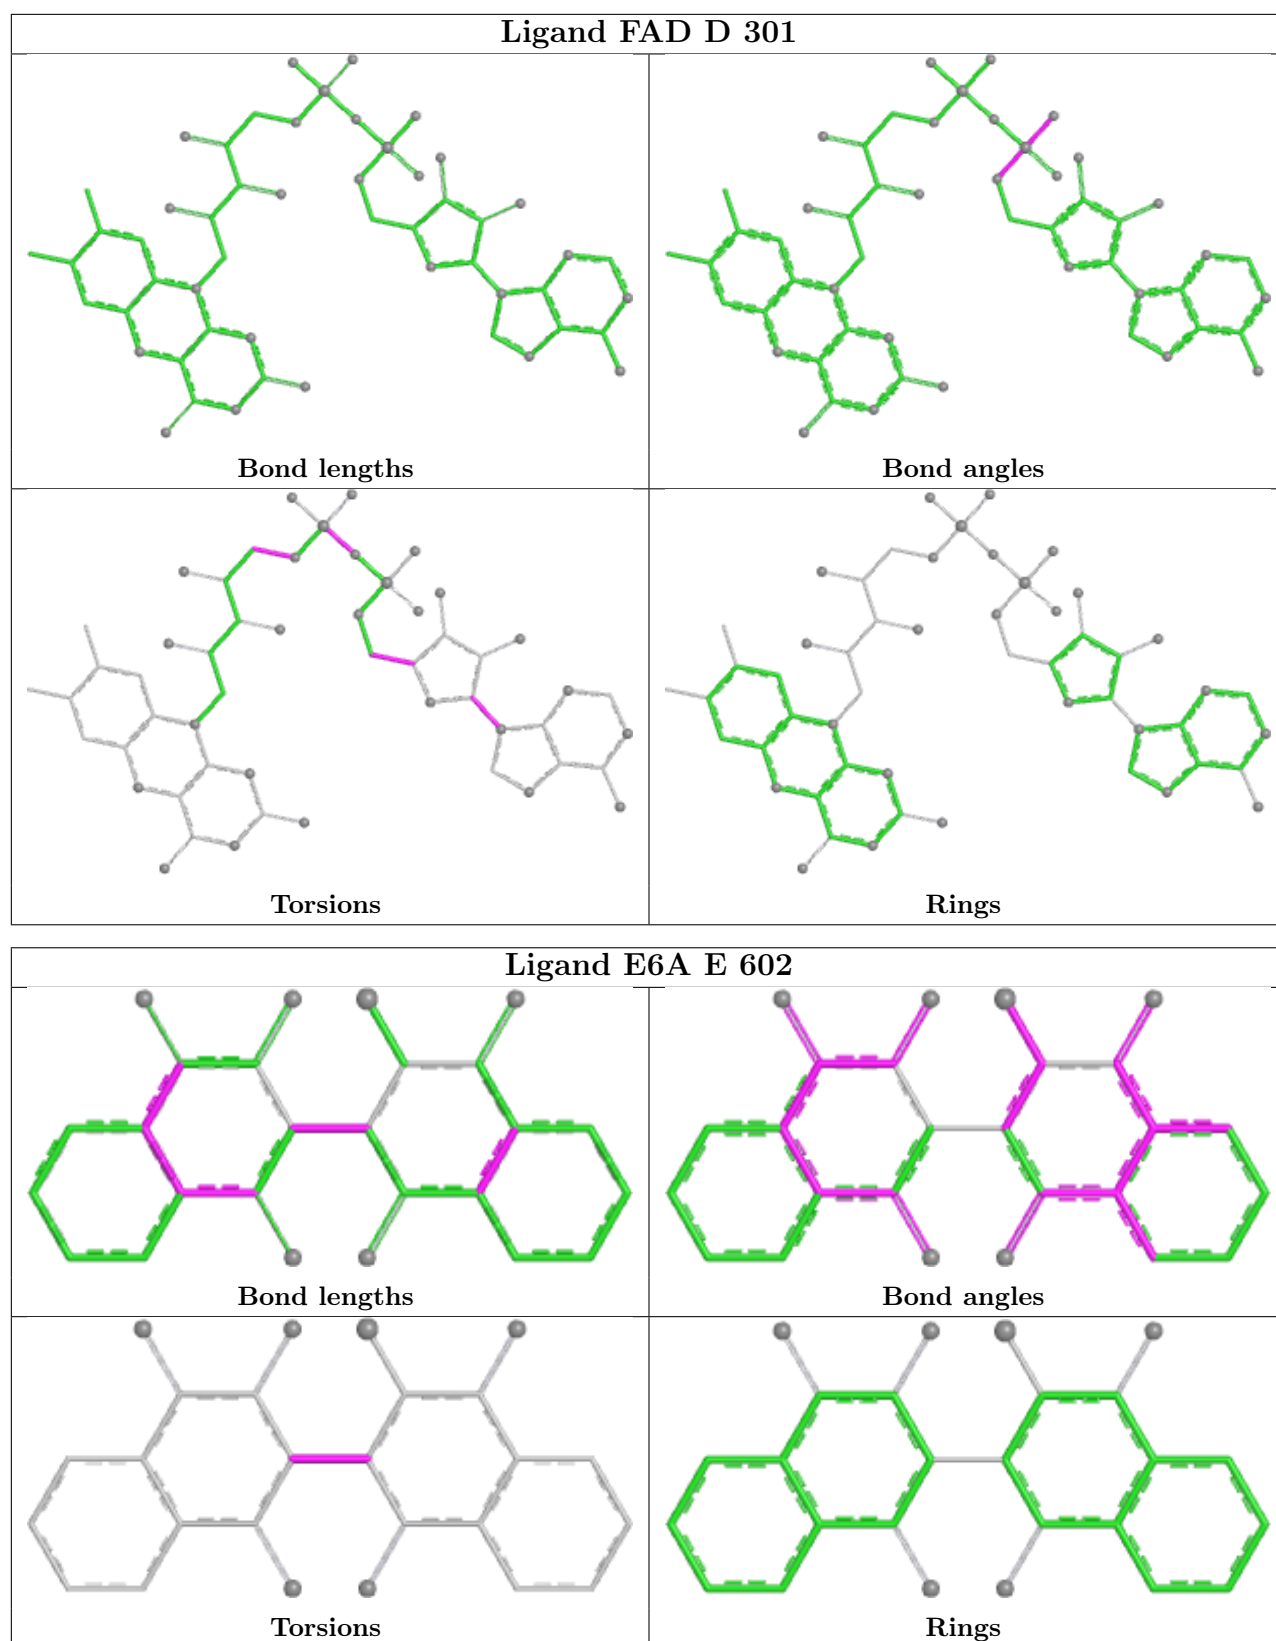 Ligand FAD D 301
Bond lengths
Bond angles
Torsions
Rings
Ligand E6A E 602
Bond lengths
Bond angles
Torsions
Rings